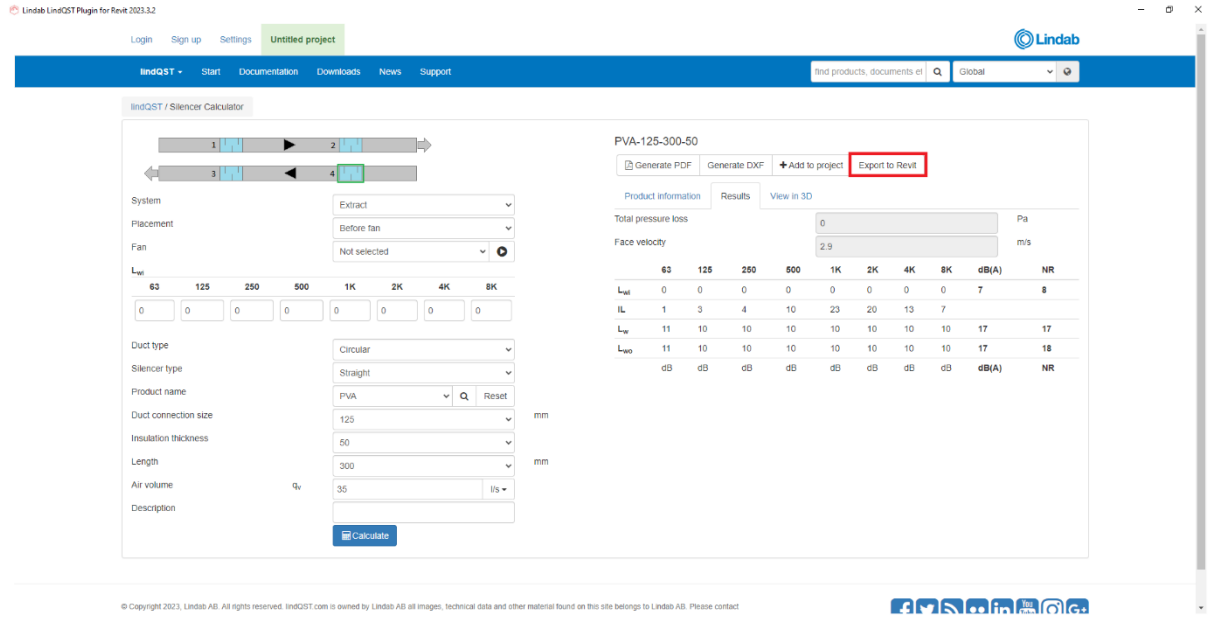 Lindab LindQST Plugin for Revit 2023.3.2
Login Sign up Settings Untitled project
Lindab
lindQST Start Documentation Downloads News Support find products, documents et Global
lindQST / Silencer Calculator
1 2
3 4
System Extract
Placement Before fan
Fan Not selected
Lwi
63 125 250 500 1K 2K 4K 8K
0 0 0 0 0 0 0 0
Duct type Circular
Silencer type Straight
Product name PVA Reset
Duct connection size 125 mm
Insulation thickness 50
Length 300 mm
Air volume qv 35 l/s
Description
Calculate
PVA-125-300-50
Generate PDF Generate DXF Add to project Export to Revit
Product information Results View in 3D
Total pressure loss 0 Pa
Face velocity 2.9 m/s
63 125 250 500 1K 2K 4K 8K dB(A) NR
Lwi 0 0 0 0 0 0 0 0 7 8
IL 1 3 4 10 23 20 13 7
Lw 11 10 10 10 10 10 10 10 17 17
Lwo 11 10 10 10 10 10 10 10 17 18
dB dB dB dB dB dB dB dB dB(A) NR
© Copyright 2023, Lindab AB. All rights reserved. lindQST.com is owned by Lindab AB all images, technical data and other material found on this site belongs to Lindab AB. Please contact